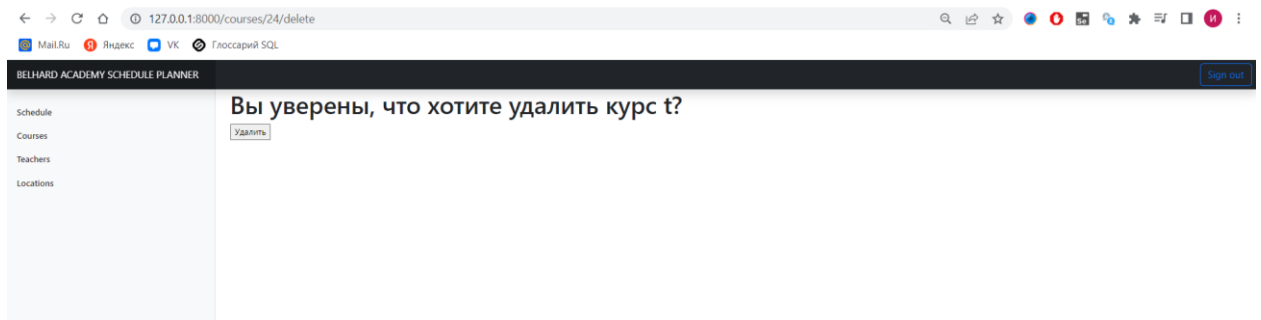 127.0.0.1:8000/courses/24/delete
Mail.Ru Яндекс VK Глоссарий SQL
BELHARD ACADEMY SCHEDULE PLANNER Sign out
Вы уверены, что хотите удалить курс t?
Удалить
Schedule
Courses
Teachers
Locations